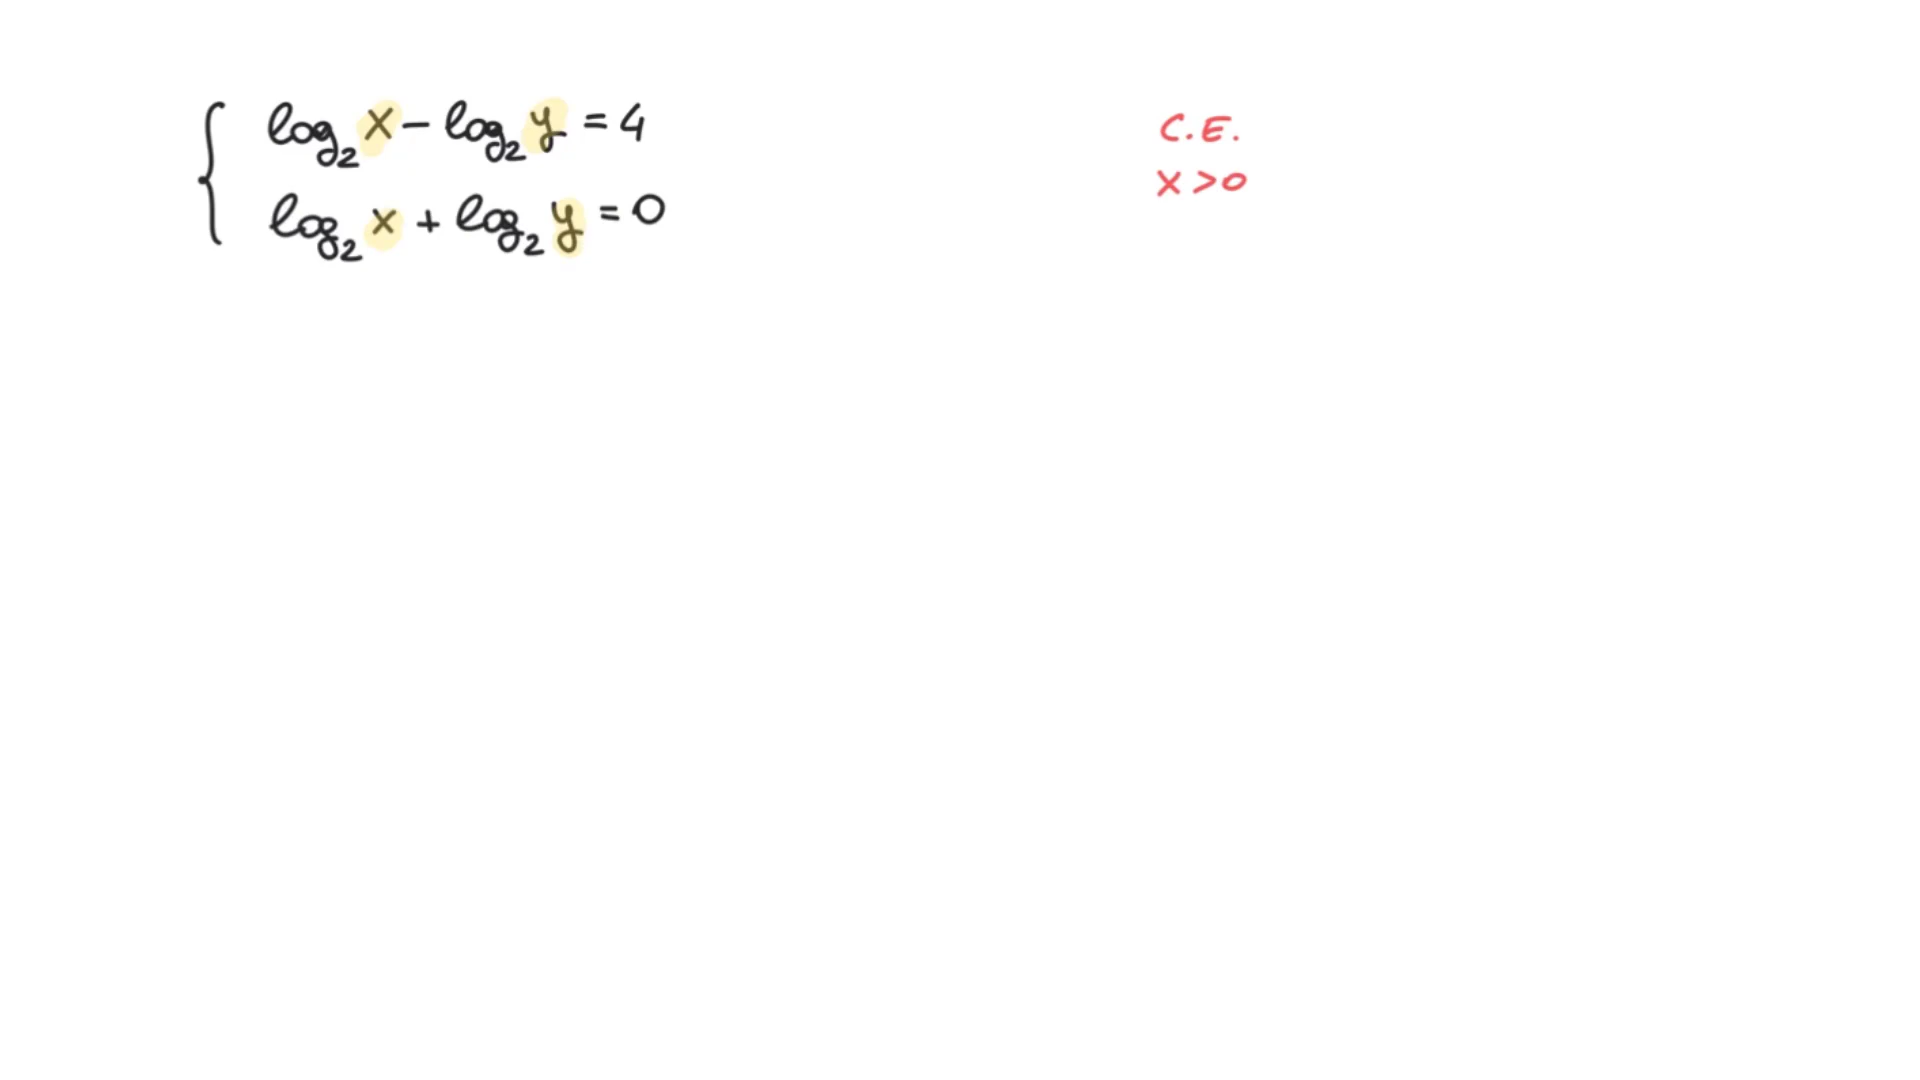 { log₂ x - log₂ y = 4
log₂ x + log₂ y = 0
C.E.
x > 0